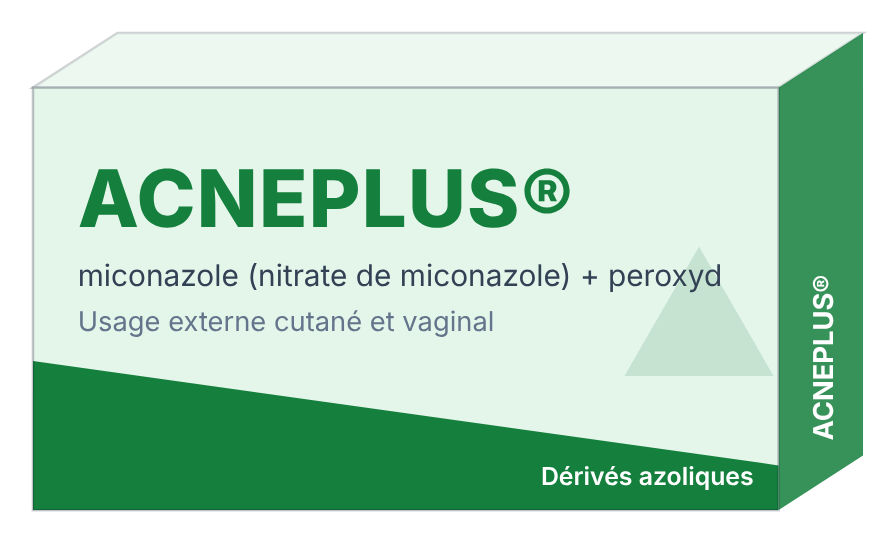 ACNEPLUS®
miconazole (nitrate de miconazole) + peroxyd
Usage externe cutané et vaginal
Dérivés azoliques
ACNEPLUS®